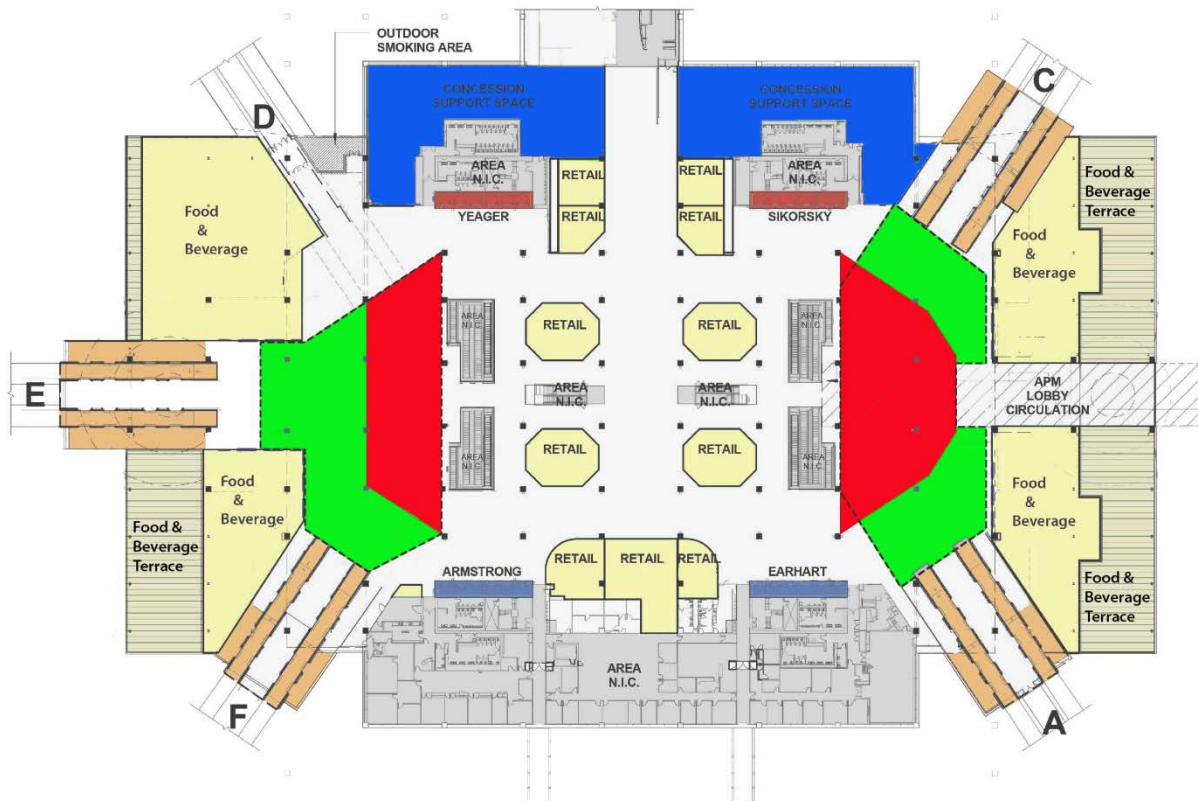 OUTDOOR
SMOKING AREA
D
C
CONCESSION
SUPPORT SPACE
CONCESSION
SUPPORT SPACE
AREA
N.I.C.
AREA
N.I.C.
RETAIL
RETAIL
RETAIL
RETAIL
YEAGER
SIKORSKY
Food
&
Beverage
Food
&
Beverage
Food &
Beverage
Terrace
AREA
N.I.C.
RETAIL
RETAIL
AREA
N.I.C.
E
AREA
N.I.C.
AREA
N.I.C.
APM
LOBBY
CIRCULATION
AREA
N.I.C.
RETAIL
RETAIL
AREA
N.I.C.
Food
&
Beverage
Food &
Beverage
Terrace
Food
&
Beverage
Food &
Beverage
Terrace
ARMSTRONG
RETAIL
RETAIL
RETAIL
EARHART
AREA
N.I.C.
F
A